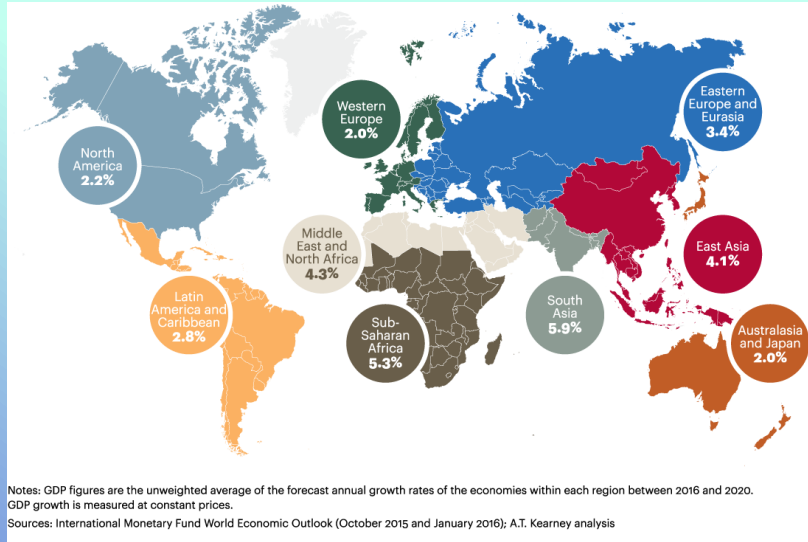 Western
Europe
2.0%
Eastern
Europe and
Eurasia
3.4%
North
America
2.2%
Middle
East and
North Africa
4.3%
East Asia
4.1%
Latin
America and
Caribbean
2.8%
Sub-
Saharan
Africa
5.3%
South
Asia
5.9%
Australasia
and Japan
2.0%
Notes: GDP figures are the unweighted average of the forecast annual growth rates of the economies within each region between 2016 and 2020.
GDP growth is measured at constant prices.
Sources: International Monetary Fund World Economic Outlook (October 2015 and January 2016); A.T. Kearney analysis